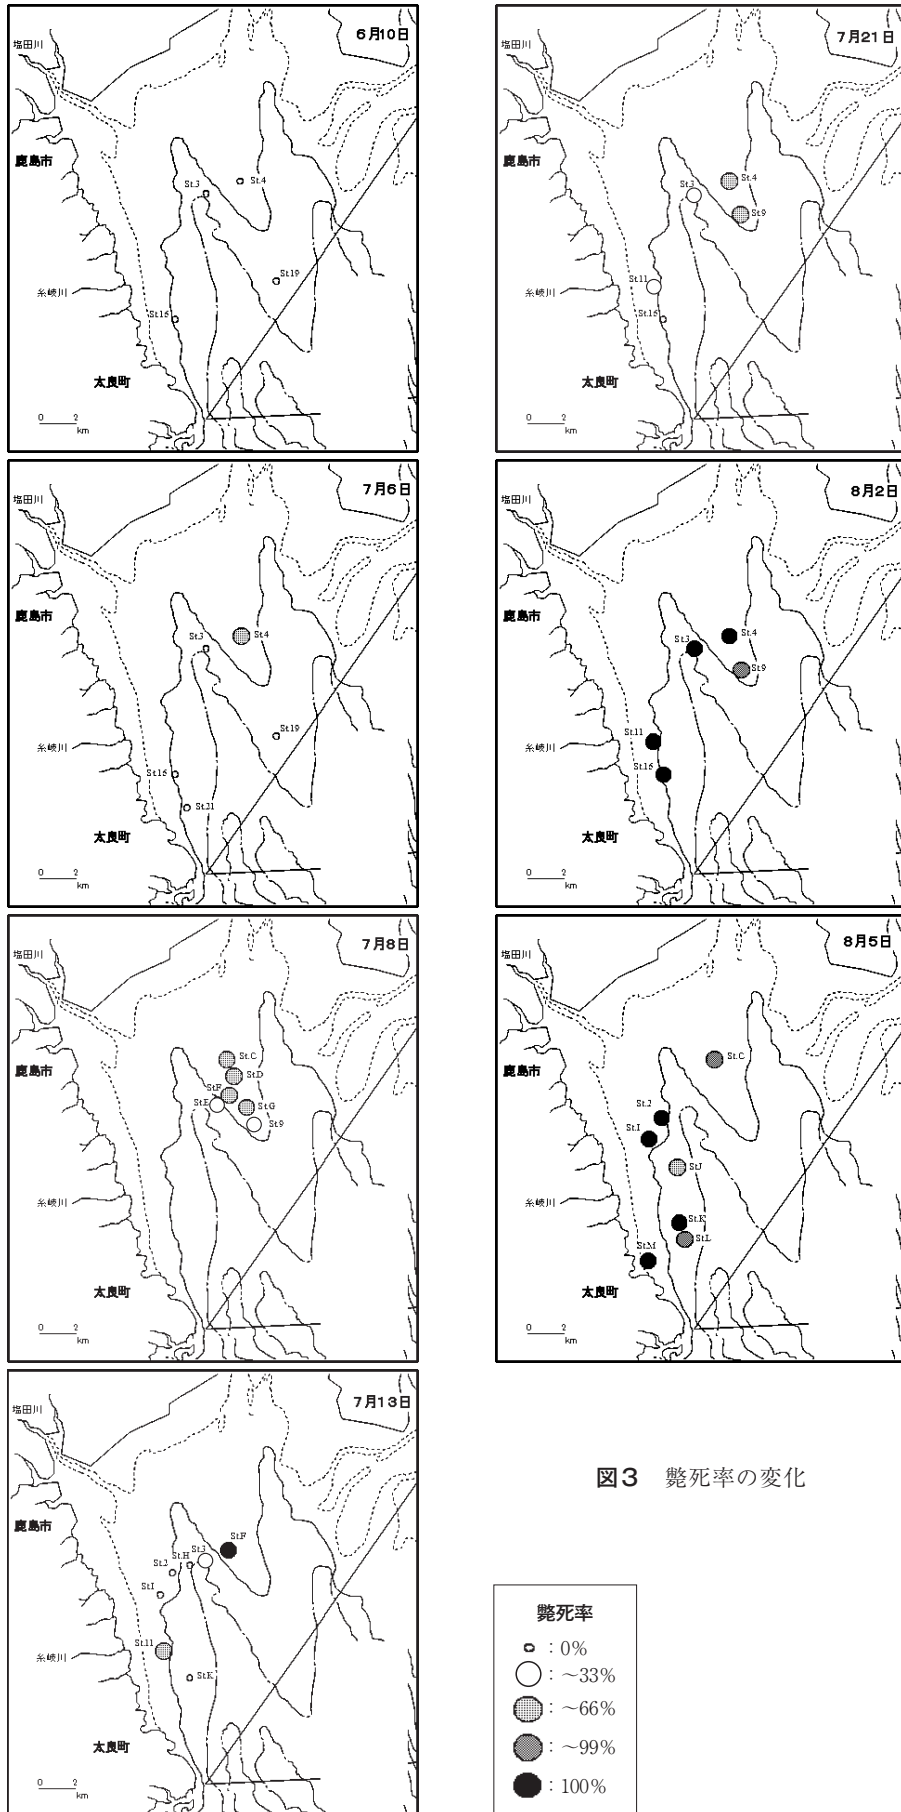 6月10日
塩田川
鹿島市
St.3
St.4
St.19
糸岐川
St.16
太良町
0 2
km
7月6日
塩田川
鹿島市
St.3
St.4
St.19
糸岐川
St.16
St.21
太良町
0 2
km
7月8日
塩田川
鹿島市
St.C
St.D
St.F
St.E
St.G
St.9
糸岐川
太良町
0 2
km
7月13日
塩田川
鹿島市
St.F
St.3
St.H
St.2
St.I
St.11
糸岐川
St.K
太良町
0 2
km
7月21日
塩田川
鹿島市
St.4
St.3
St.9
St.11
糸岐川
St.16
太良町
0 2
km
8月2日
塩田川
鹿島市
St.3
St.4
St.9
St.11
糸岐川
St.16
太良町
0 2
km
8月5日
塩田川
鹿島市
St.C
St.2
St.I
St.J
糸岐川
St.K
St.L
St.M
太良町
0 2
km
図3 斃死率の変化
斃死率
：0%
：～33%
：～66%
：～99%
：100%